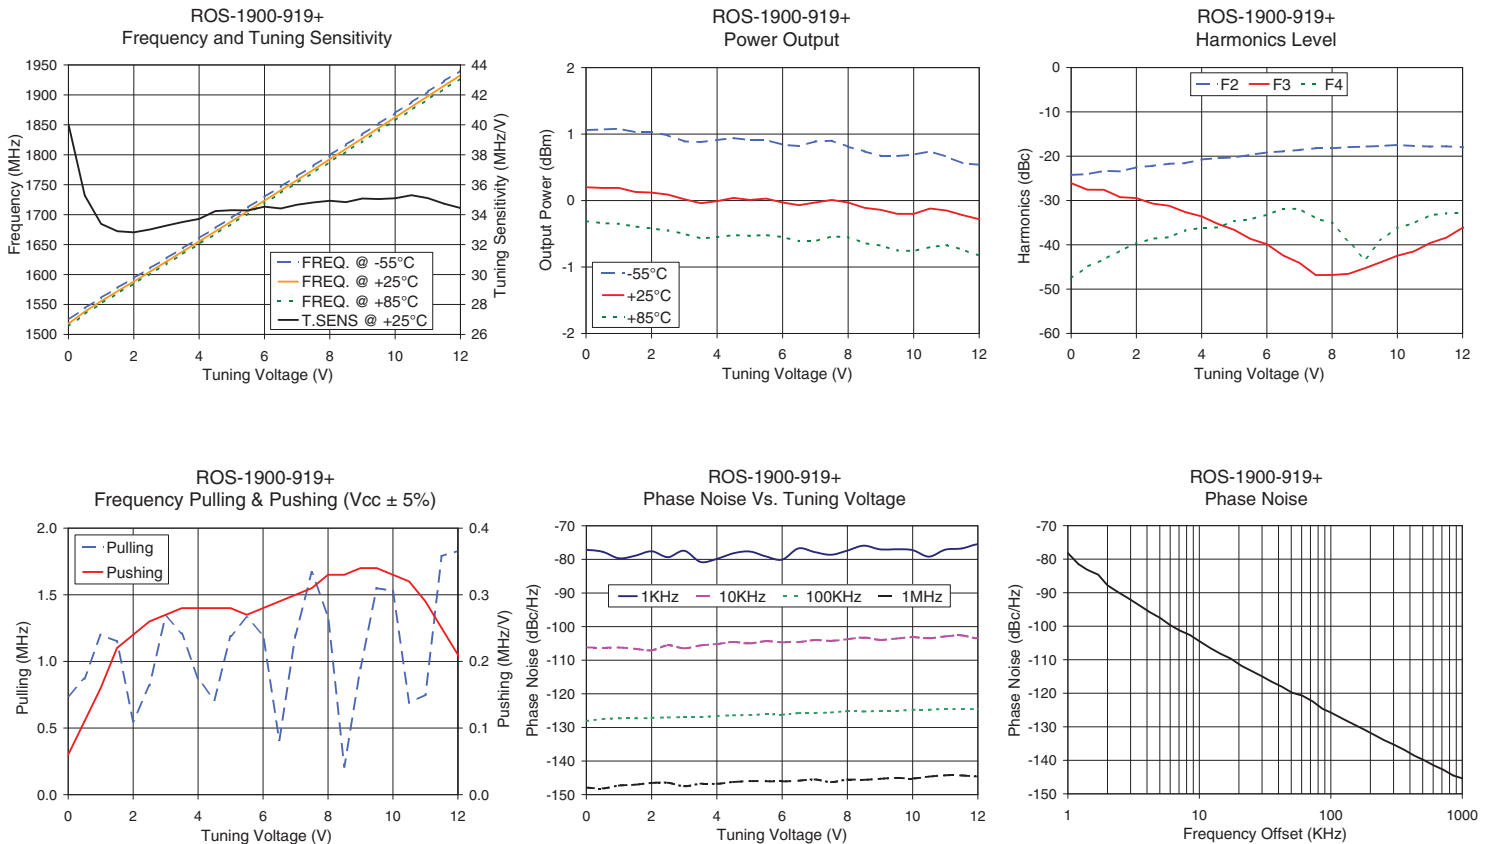 ROS-1900-919+
Frequency and Tuning Sensitivity
1950
1900
1850
1800
1750
1700
1650
1600
1550
1500
Frequency (MHz)
44
42
40
38
36
34
32
30
28
26
Tuning Sensitivity (MHz/V)
FREQ. @ -55°C
FREQ. @ +25°C
FREQ. @ +85°C
T.SENS @ +25°C
0 2 4 6 8 10 12
Tuning Voltage (V)
ROS-1900-919+
Power Output
2
1
0
-1
-2
Output Power (dBm)
-55°C
+25°C
+85°C
0 2 4 6 8 10 12
Tuning Voltage (V)
ROS-1900-919+
Harmonics Level
0
-10
-20
-30
-40
-50
-60
Harmonics (dBc)
F2 F3 F4
0 2 4 6 8 10 12
Tuning Voltage (V)
ROS-1900-919+
Frequency Pulling & Pushing (Vcc ± 5%)
2.0
1.5
1.0
0.5
0.0
Pulling (MHz)
0.4
0.3
0.2
0.1
0.0
Pushing (MHz/V)
Pulling
Pushing
0 2 4 6 8 10 12
Tuning Voltage (V)
ROS-1900-919+
Phase Noise Vs. Tuning Voltage
-70
-80
-90
-100
-110
-120
-130
-140
-150
Phase Noise (dBc/Hz)
1KHz 10KHz 100KHz 1MHz
0 2 4 6 8 10 12
Tuning Voltage (V)
ROS-1900-919+
Phase Noise
-70
-80
-90
-100
-110
-120
-130
-140
-150
Phase Noise (dBc/Hz)
1 10 100 1000
Frequency Offset (KHz)